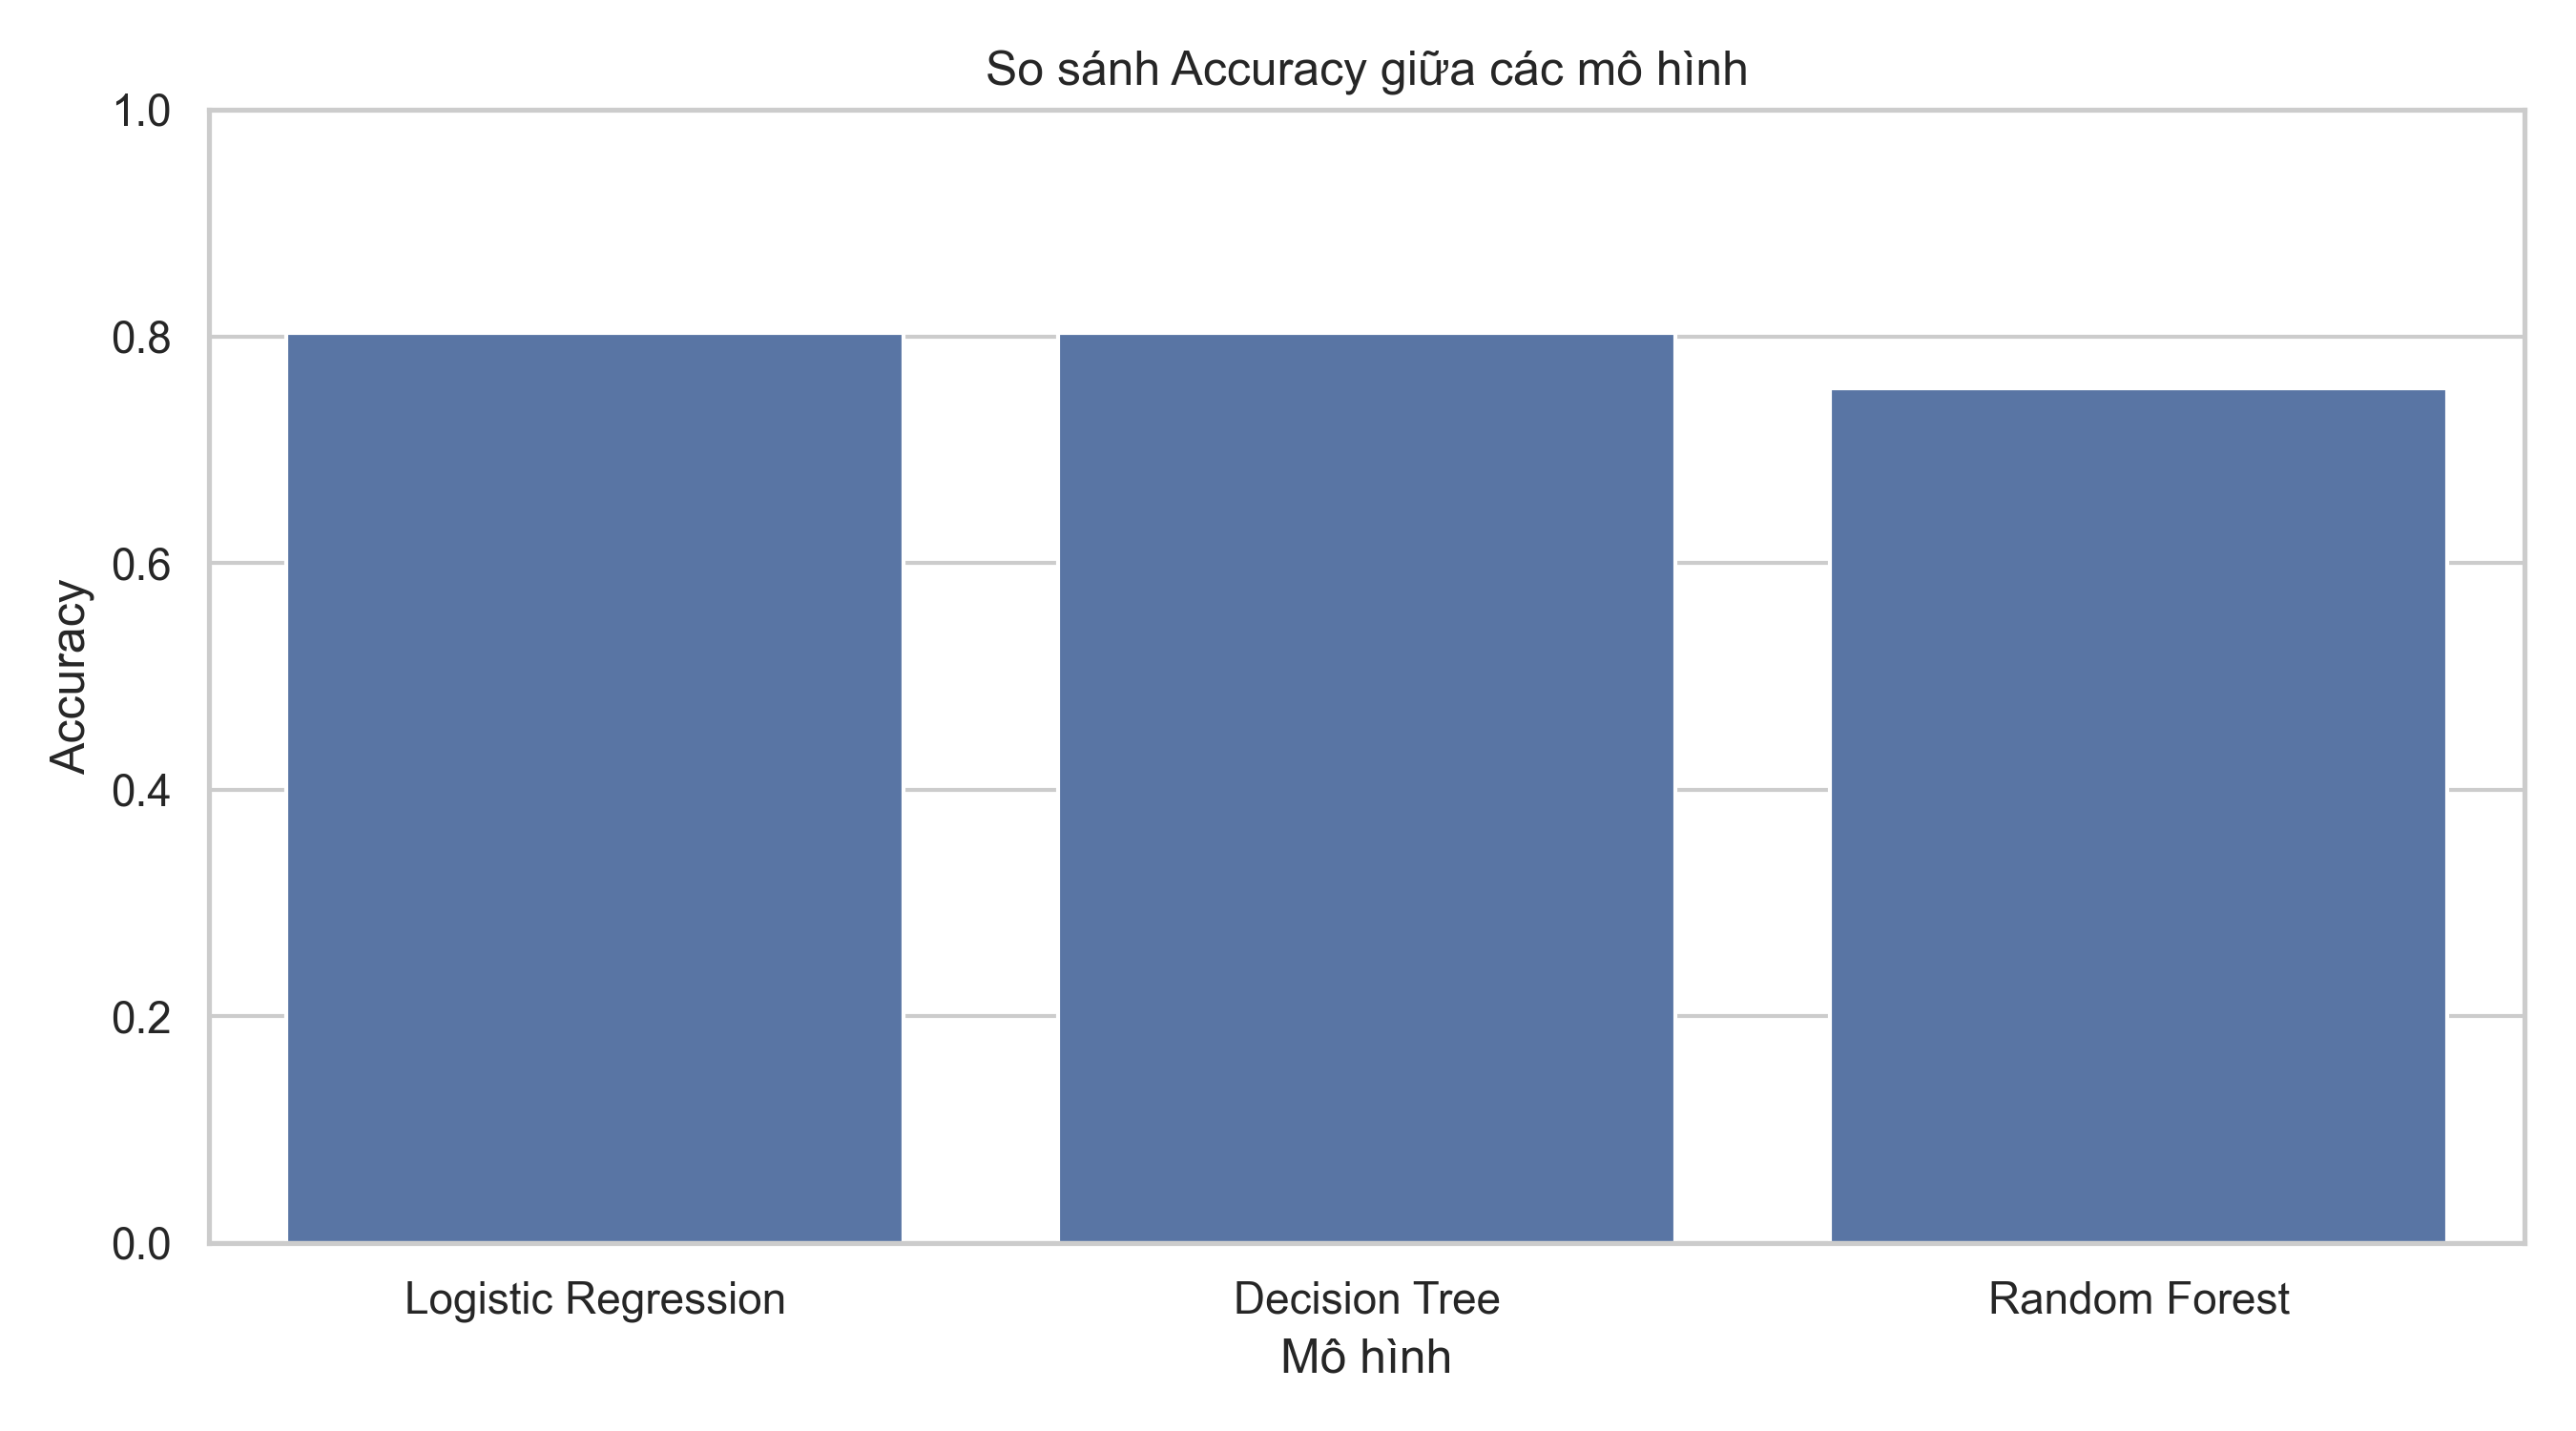 So sánh Accuracy giữa các mô hình
1.0
0.8
0.6
0.4
0.2
0.0
Accuracy
Logistic Regression
Decision Tree
Random Forest
Mô hình